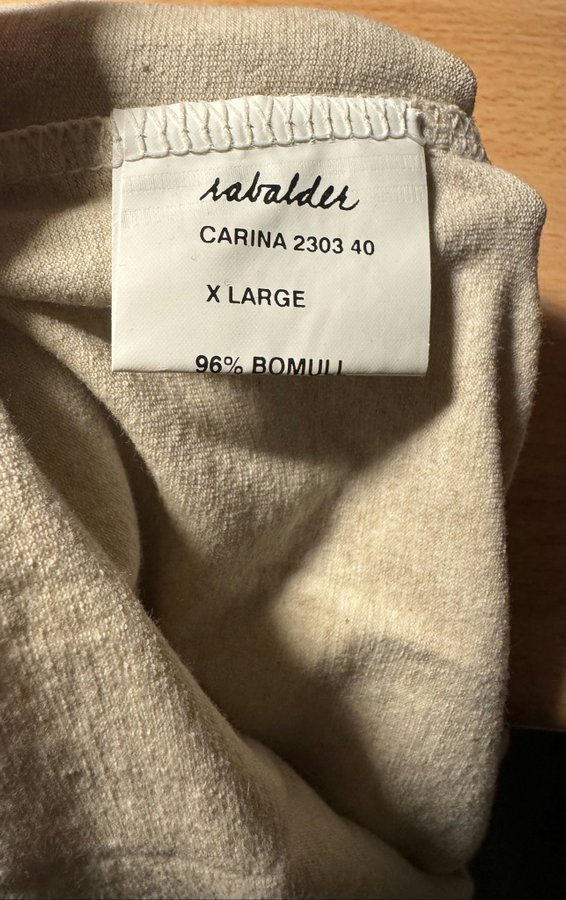 rabalder
CARINA 2303 40
X LARGE
96% BOMULL